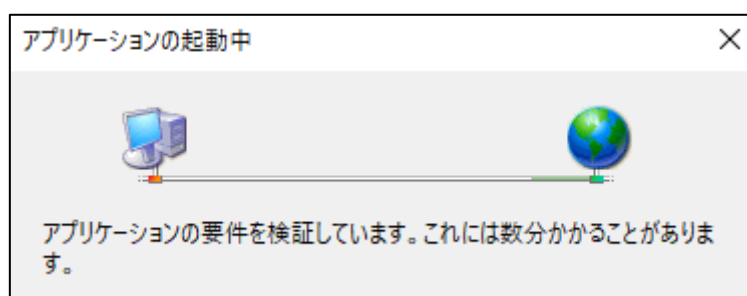 アプリケーションの起動中
アプリケーションの要件を検証しています。これには数分かかることがありま
す。